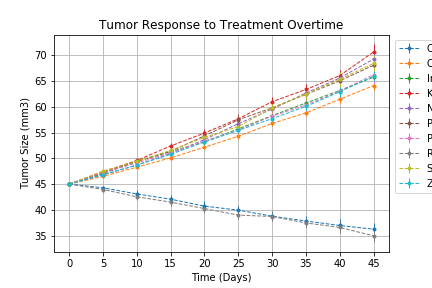 Tumor Response to Treatment Overtime
Tumor Size (mm3)
70
65
60
55
50
45
40
35
0 5 10 15 20 25 30 35 40 45
Time (Days)
C
C
I
K
N
P
P
R
S
Z